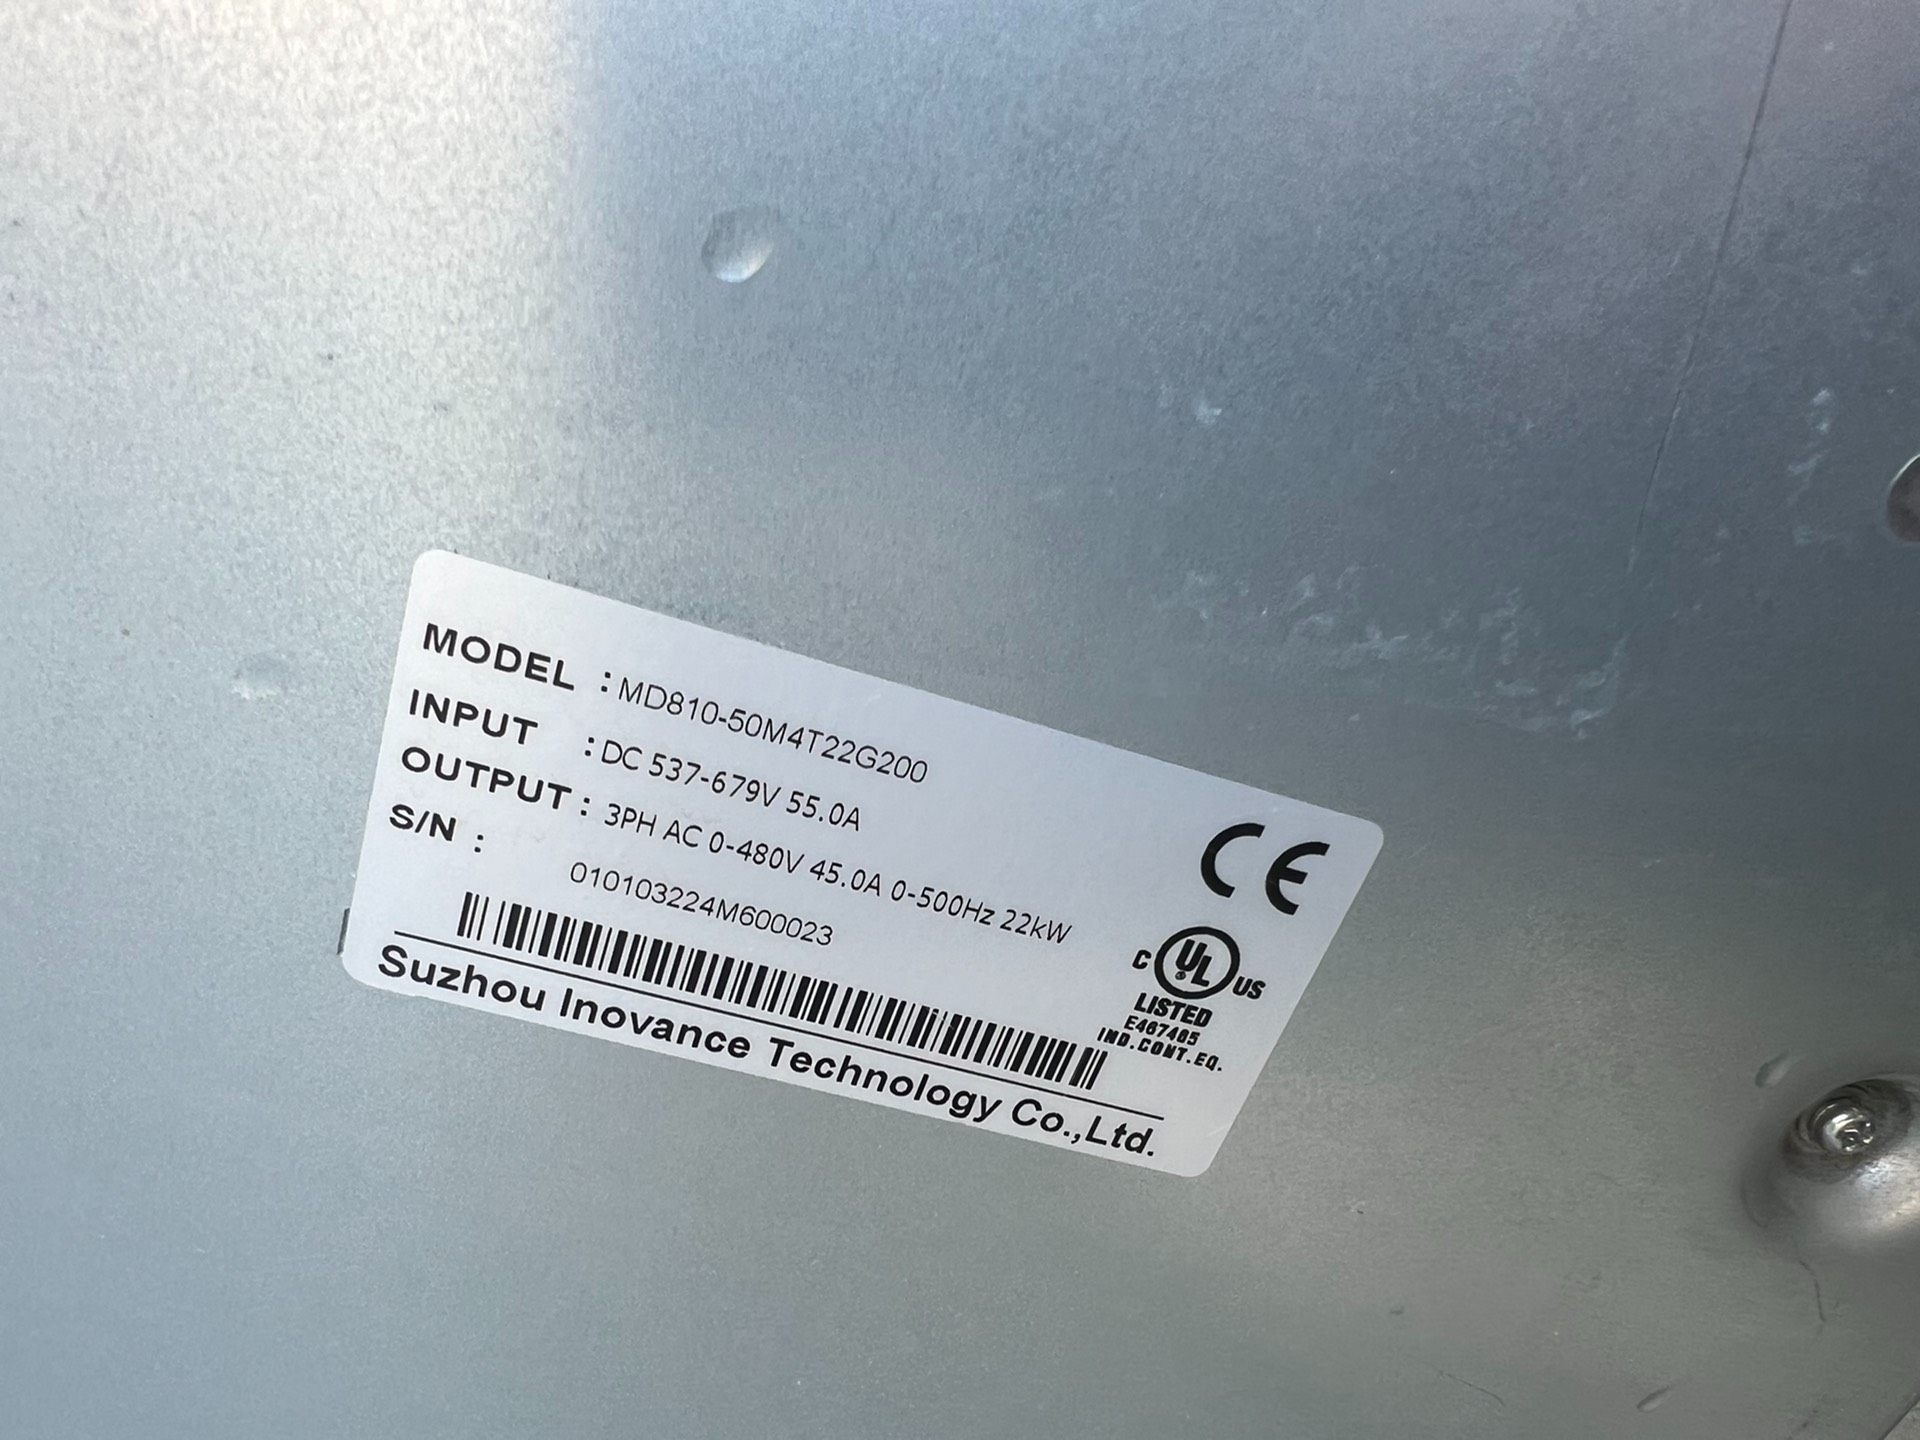 MODEL : MD810-50M4T22G200
INPUT : DC 537-679V 55.0A
OUTPUT : 3PH AC 0-480V 45.0A 0-500Hz 22kW
S/N :
010103224M600023
CE
C UL US
®
LISTED
E467465
IND.CONT.EQ.
Suzhou Inovance Technology Co.,Ltd.